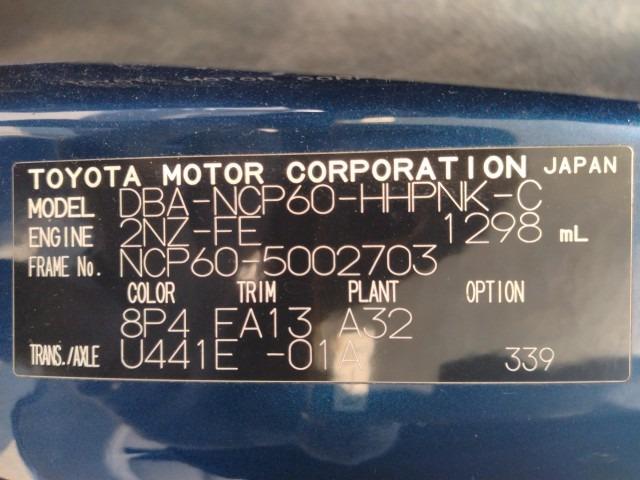 TOYOTA MOTOR CORPORATION JAPAN
MODEL DBA-NCP60-HHPNK-C
ENGINE 2NZ-FE 1298 mL
FRAME No. NCP60-5002703
COLOR TRIM PLANT OPTION
8P4 EA13 A32
TRANS./AXLE U441E -01A 339